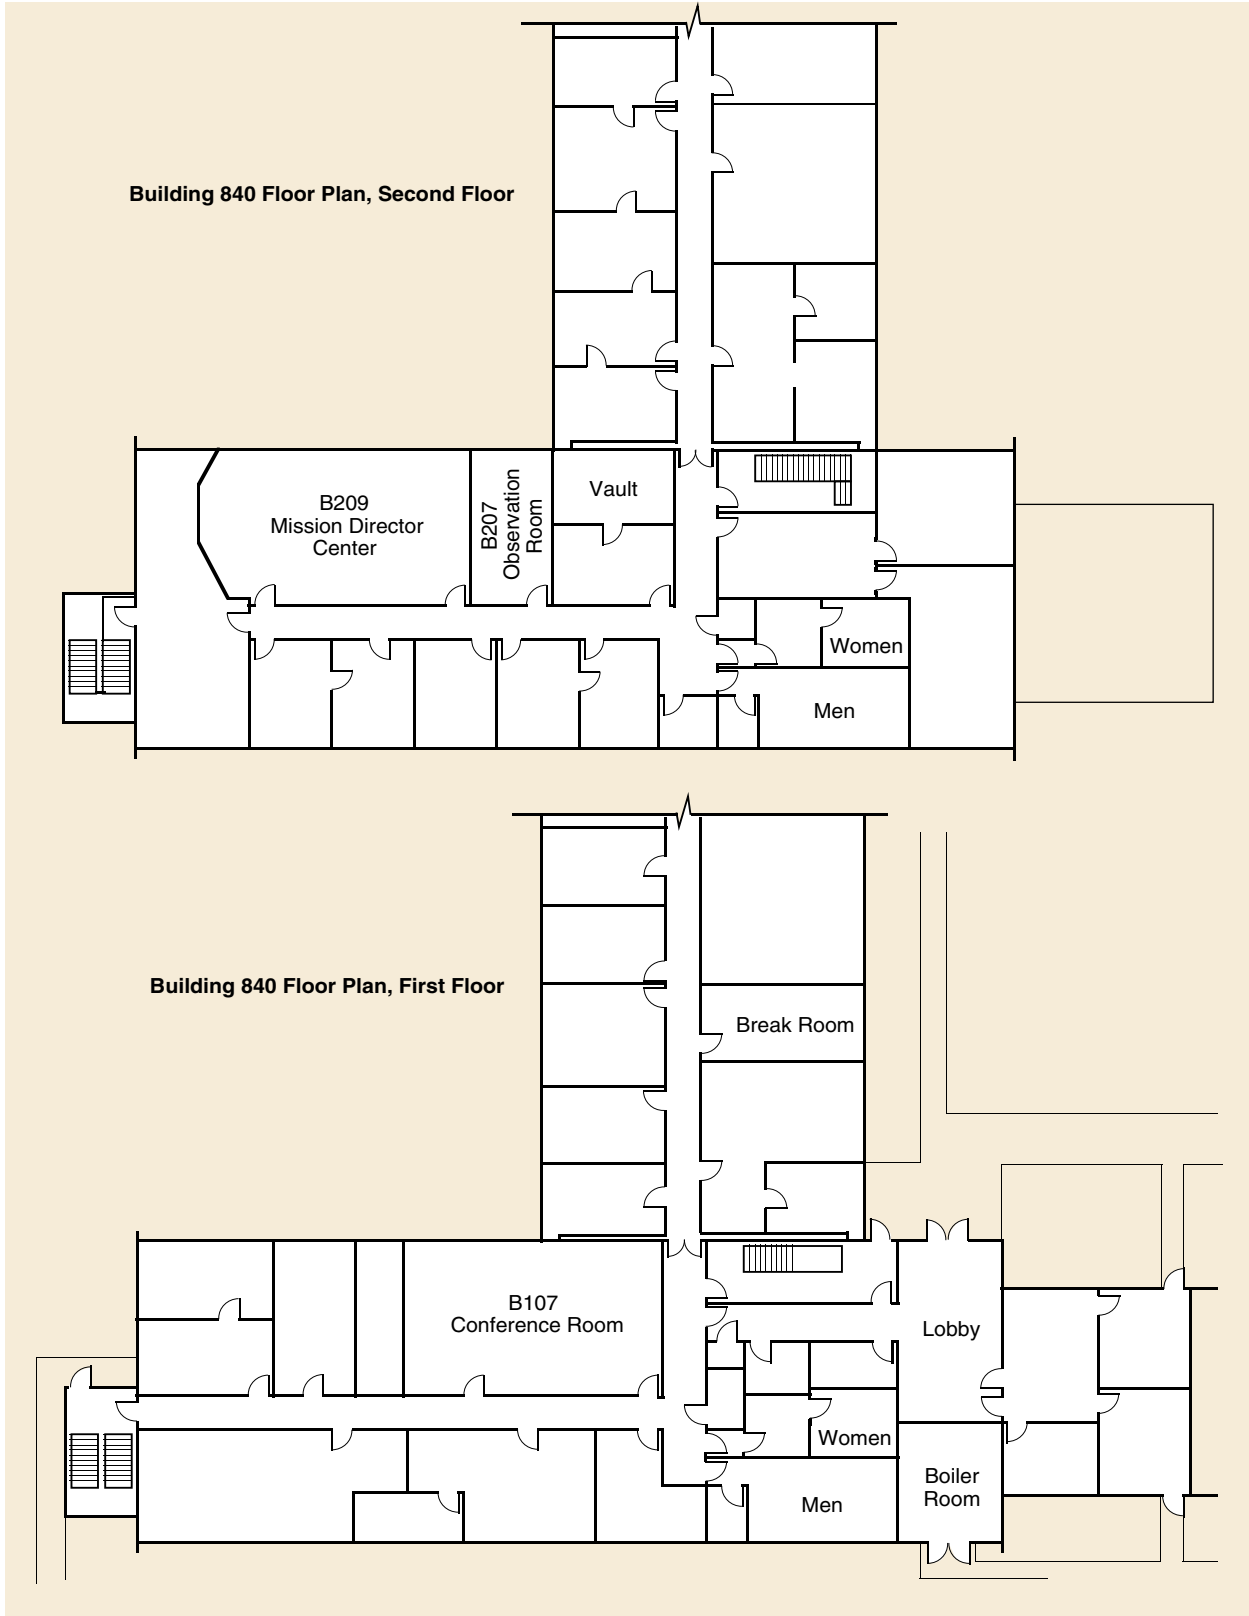 Building 840 Floor Plan, Second Floor
B209
Mission Director
Center
B207
Observation
Room
Vault
Women
Men
Building 840 Floor Plan, First Floor
Break Room
B107
Conference Room
Lobby
Women
Boiler
Room
Men